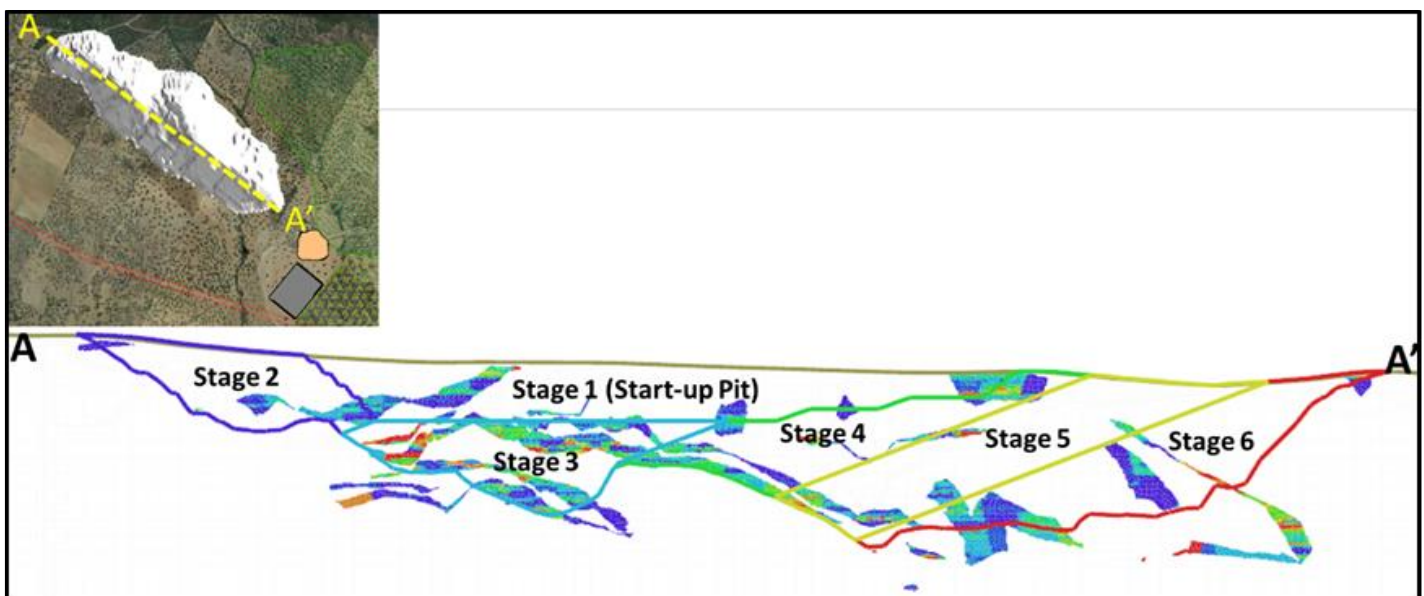 A
A'
A
A'
Stage 2
Stage 1 (Start-up Pit)
Stage 4
Stage 5
Stage 6
Stage 3